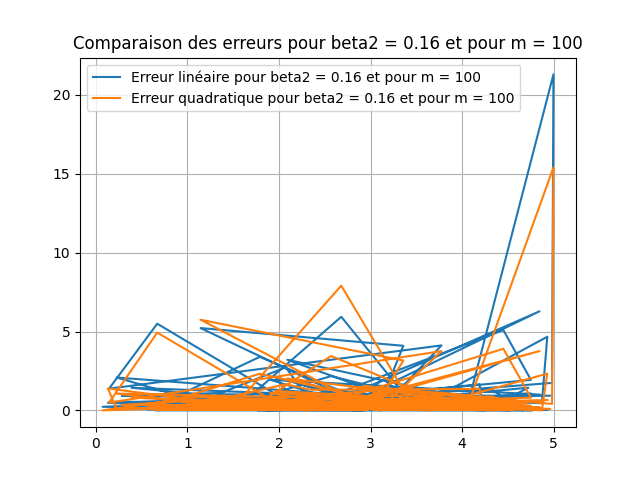 Comparaison des erreurs pour beta2 = 0.16 et pour m = 100
Erreur linéaire pour beta2 = 0.16 et pour m = 100
Erreur quadratique pour beta2 = 0.16 et pour m = 100
20
15
10
5
0
0 1 2 3 4 5